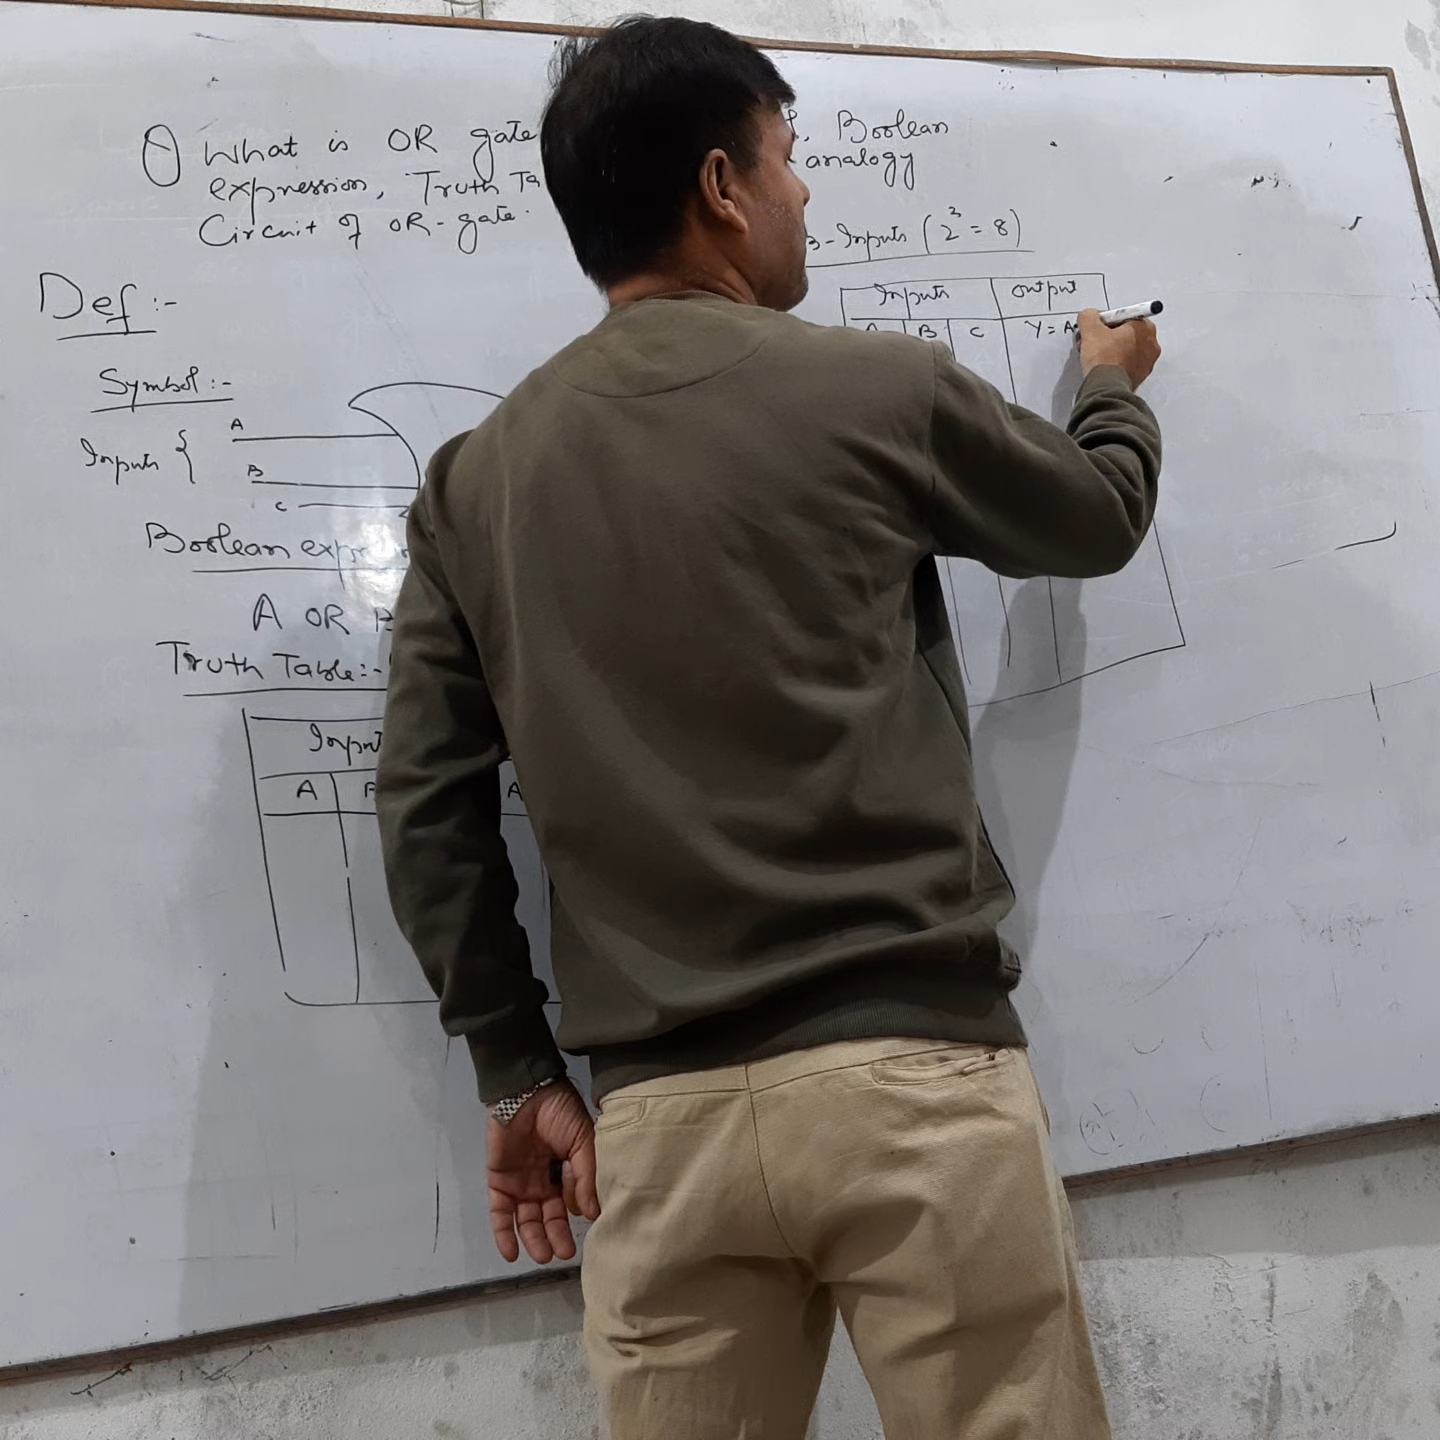 Q What is OR gate Boolean
expression, Truth Ta analogy
Circuit of OR-gate.
3-Inputs (2³ = 8)
Inputs output
B C Y = A
Def :-
Symbol :-
Inputs { A
B
C
Boolean exp
A OR B
Truth Table :-
Input
A B A